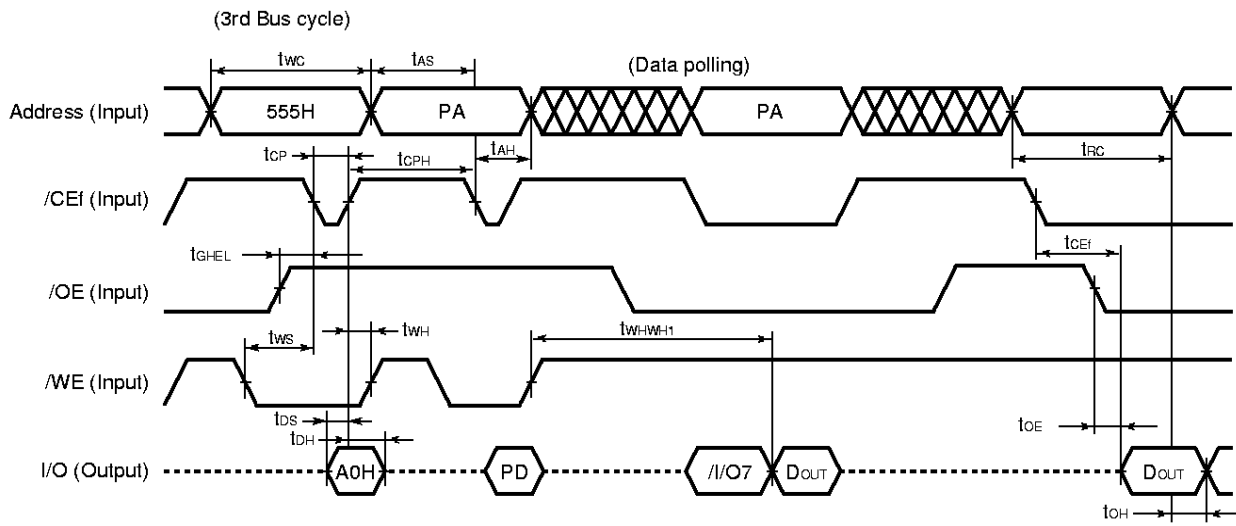 (3rd Bus cycle)
tWC tAS
(Data polling)
Address (Input) 555H PA PA
tCP tCPH tAH tRC
/CEf (Input)
tGHEL tCEf
/OE (Input)
tWS tWH tWHWH1
/WE (Input)
tDS tOE
tDH
I/O (Output) A0H PD /I/O7 DOUT DOUT
tOH